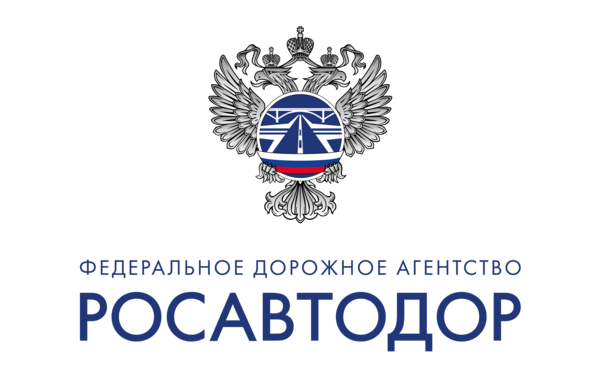 ФЕДЕРАЛЬНОЕ ДОРОЖНОЕ АГЕНТСТВО
РОСАВТОДОР